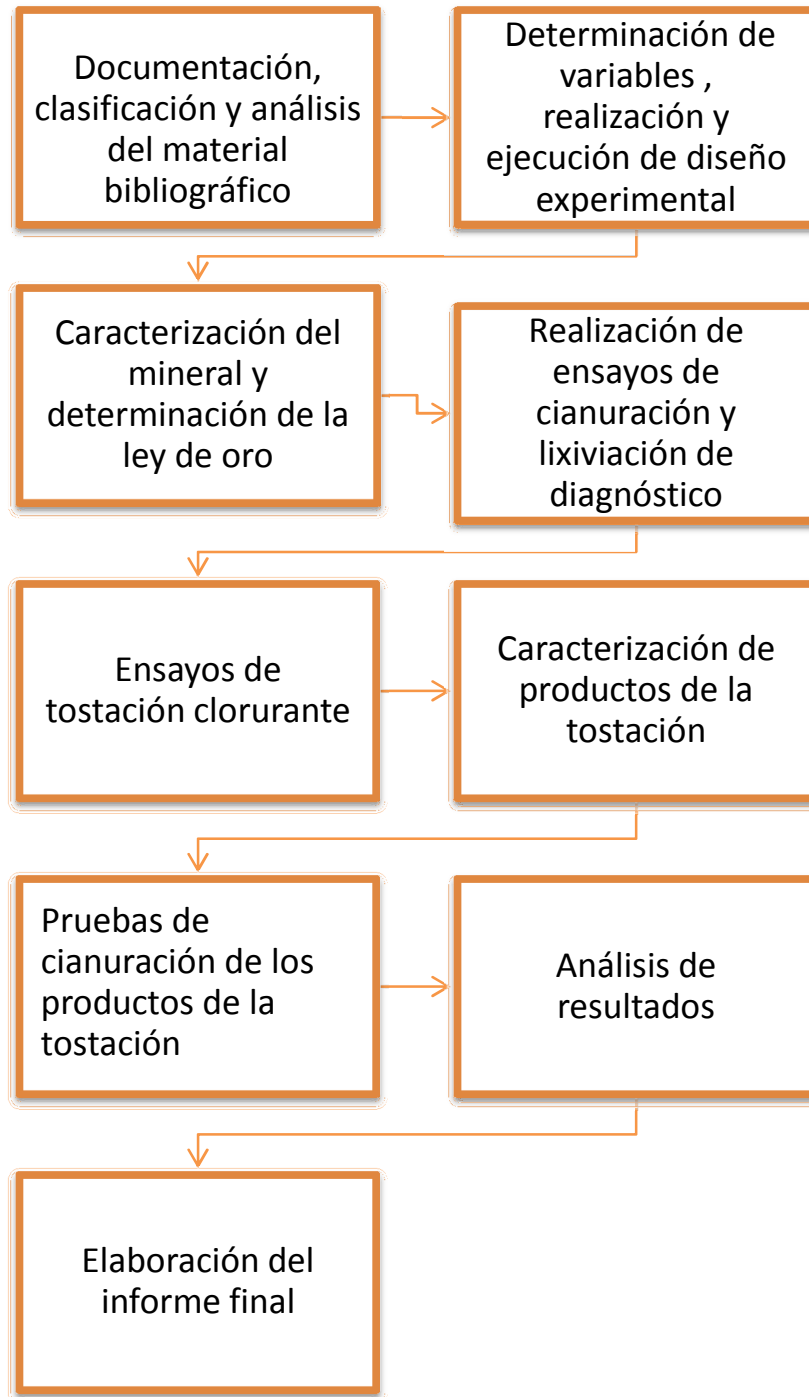 Documentación,
clasificación y análisis
del material
bibliográfico
Determinación de
variables ,
realización y
ejecución de diseño
experimental
Caracterización del
mineral y
determinación de la
ley de oro
Realización de
ensayos de
cianuración y
lixiviación de
diagnóstico
Ensayos de
tostación clorurante
Caracterización de
productos de la
tostación
Pruebas de
cianuración de los
productos de la
tostación
Análisis de
resultados
Elaboración del
informe final